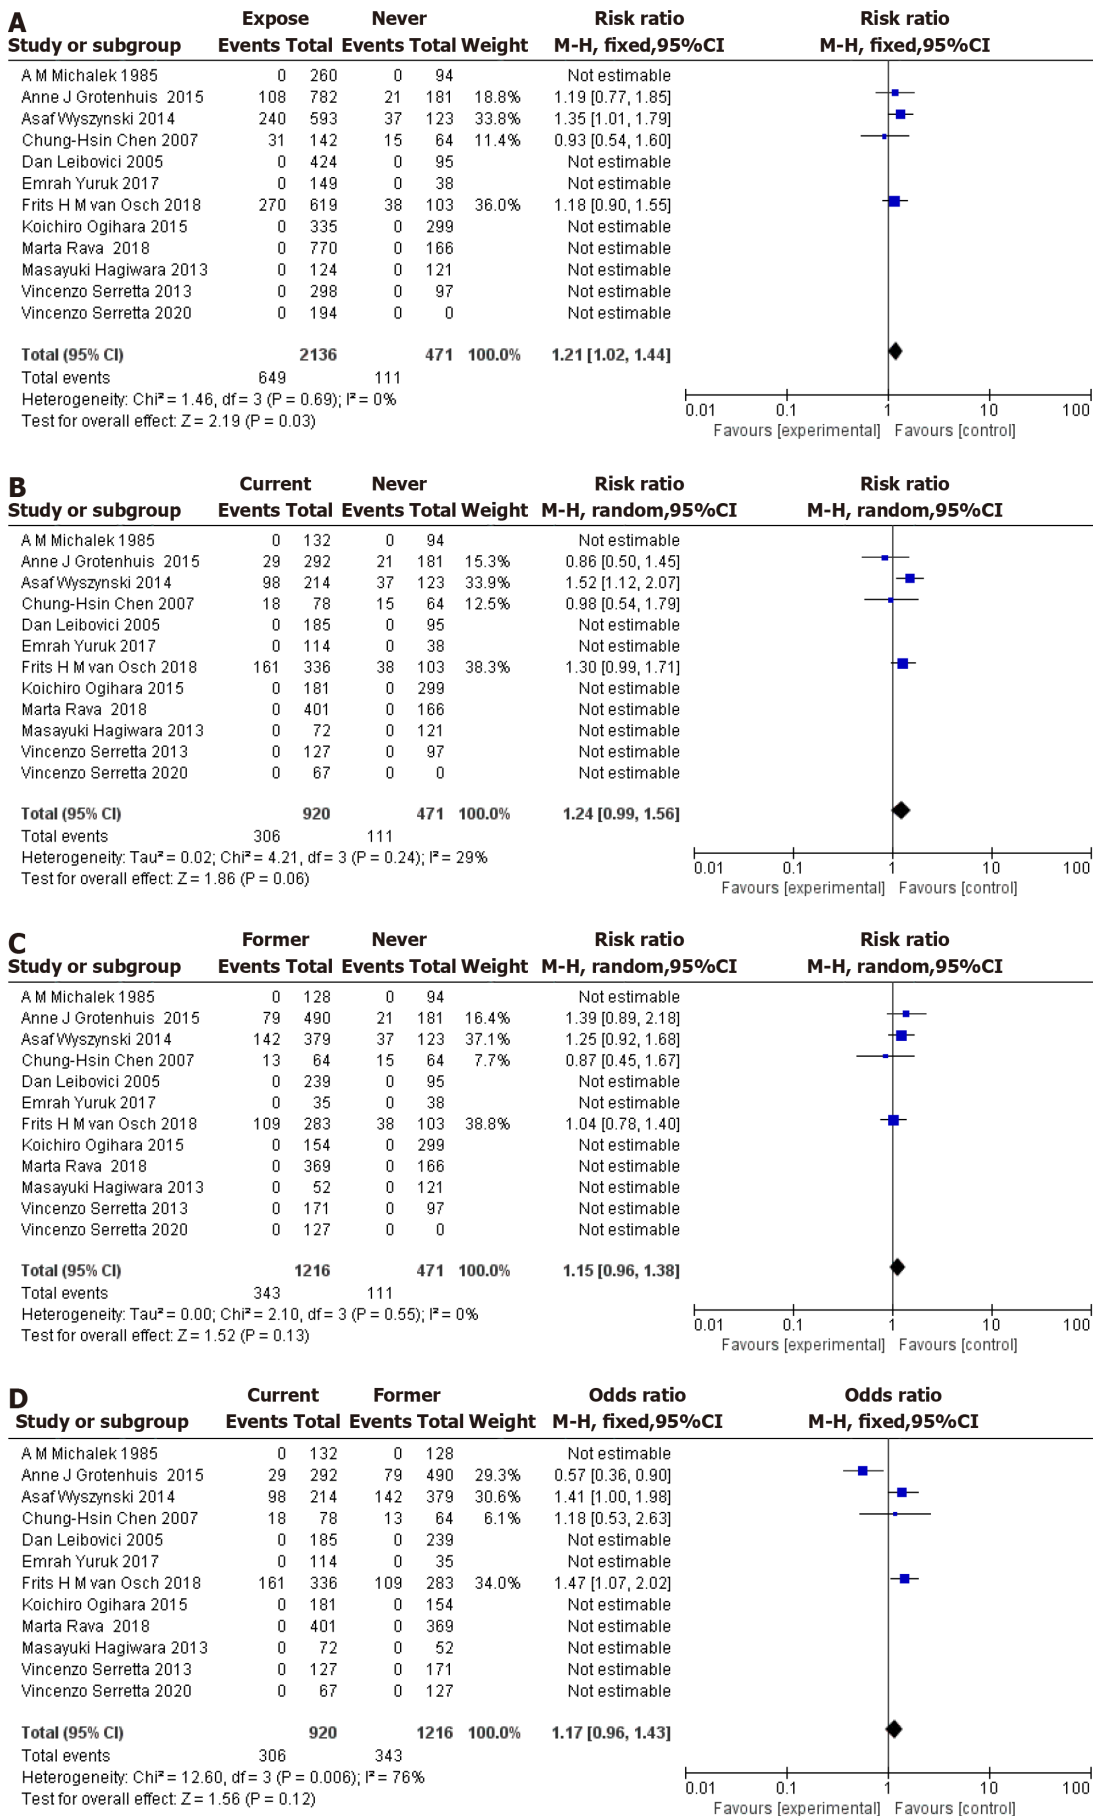 A
Expose Never Risk ratio Risk ratio
Study or subgroup Events Total Events Total Weight M-H, fixed,95%CI M-H, fixed,95%CI
A M Michalek 1985 0 260 0 94 Not estimable
Anne J Grotenhuis 2015 108 782 21 181 18.8% 1.19 [0.77, 1.85]
Asaf Wyszynski 2014 240 593 37 123 33.8% 1.35 [1.01, 1.79]
Chung-Hsin Chen 2007 31 142 15 64 11.4% 0.93 [0.54, 1.60]
Dan Leibovici 2005 0 424 0 95 Not estimable
Emrah Yuruk 2017 0 149 0 38 Not estimable
Frits H M van Osch 2018 270 619 38 103 36.0% 1.18 [0.90, 1.55]
Koichiro Ogihara 2015 0 335 0 299 Not estimable
Marta Rava 2018 0 770 0 166 Not estimable
Masayuki Hagiwara 2013 0 124 0 121 Not estimable
Vincenzo Serretta 2013 0 298 0 97 Not estimable
Vincenzo Serretta 2020 0 194 0 0 Not estimable
Total (95% CI) 2136 471 100.0% 1.21 [1.02, 1.44]
Total events 649 111
Heterogeneity: Chi² = 1.46, df = 3 (P = 0.69); I² = 0%
Test for overall effect: Z = 2.19 (P = 0.03)
0.01 0.1 1 10 100
Favours [experimental] Favours [control]
B
Current Never Risk ratio Risk ratio
Study or subgroup Events Total Events Total Weight M-H, random,95%CI M-H, random,95%CI
A M Michalek 1985 0 132 0 94 Not estimable
Anne J Grotenhuis 2015 29 292 21 181 15.3% 0.86 [0.50, 1.45]
Asaf Wyszynski 2014 98 214 37 123 33.9% 1.52 [1.12, 2.07]
Chung-Hsin Chen 2007 18 78 15 64 12.5% 0.98 [0.54, 1.79]
Dan Leibovici 2005 0 185 0 95 Not estimable
Emrah Yuruk 2017 0 114 0 38 Not estimable
Frits H M van Osch 2018 161 336 38 103 38.3% 1.30 [0.99, 1.71]
Koichiro Ogihara 2015 0 181 0 299 Not estimable
Marta Rava 2018 0 401 0 166 Not estimable
Masayuki Hagiwara 2013 0 72 0 121 Not estimable
Vincenzo Serretta 2013 0 127 0 97 Not estimable
Vincenzo Serretta 2020 0 67 0 0 Not estimable
Total (95% CI) 920 471 100.0% 1.24 [0.99, 1.56]
Total events 306 111
Heterogeneity: Tau² = 0.02; Chi² = 4.21, df = 3 (P = 0.24); I² = 29%
Test for overall effect: Z = 1.86 (P = 0.06)
0.01 0.1 1 10 100
Favours [experimental] Favours [control]
C
Former Never Risk ratio Risk ratio
Study or subgroup Events Total Events Total Weight M-H, random,95%CI M-H, random,95%CI
A M Michalek 1985 0 128 0 94 Not estimable
Anne J Grotenhuis 2015 79 490 21 181 16.4% 1.39 [0.89, 2.18]
Asaf Wyszynski 2014 142 379 37 123 37.1% 1.25 [0.92, 1.68]
Chung-Hsin Chen 2007 13 64 15 64 7.7% 0.87 [0.45, 1.67]
Dan Leibovici 2005 0 239 0 95 Not estimable
Emrah Yuruk 2017 0 35 0 38 Not estimable
Frits H M van Osch 2018 109 283 38 103 38.8% 1.04 [0.78, 1.40]
Koichiro Ogihara 2015 0 154 0 299 Not estimable
Marta Rava 2018 0 369 0 166 Not estimable
Masayuki Hagiwara 2013 0 52 0 121 Not estimable
Vincenzo Serretta 2013 0 171 0 97 Not estimable
Vincenzo Serretta 2020 0 127 0 0 Not estimable
Total (95% CI) 1216 471 100.0% 1.15 [0.96, 1.38]
Total events 343 111
Heterogeneity: Tau² = 0.00; Chi² = 2.10, df = 3 (P = 0.55); I² = 0%
Test for overall effect: Z = 1.52 (P = 0.13)
0.01 0.1 1 10 100
Favours [experimental] Favours [control]
D
Current Former Odds ratio Odds ratio
Study or subgroup Events Total Events Total Weight M-H, fixed,95%CI M-H, fixed,95%CI
A M Michalek 1985 0 132 0 128 Not estimable
Anne J Grotenhuis 2015 29 292 79 490 29.3% 0.57 [0.36, 0.90]
Asaf Wyszynski 2014 98 214 142 379 30.6% 1.41 [1.00, 1.98]
Chung-Hsin Chen 2007 18 78 13 64 6.1% 1.18 [0.53, 2.63]
Dan Leibovici 2005 0 185 0 239 Not estimable
Emrah Yuruk 2017 0 114 0 35 Not estimable
Frits H M van Osch 2018 161 336 109 283 34.0% 1.47 [1.07, 2.02]
Koichiro Ogihara 2015 0 181 0 154 Not estimable
Marta Rava 2018 0 401 0 369 Not estimable
Masayuki Hagiwara 2013 0 72 0 52 Not estimable
Vincenzo Serretta 2013 0 127 0 171 Not estimable
Vincenzo Serretta 2020 0 67 0 127 Not estimable
Total (95% CI) 920 1216 100.0% 1.17 [0.96, 1.43]
Total events 306 343
Heterogeneity: Chi² = 12.60, df = 3 (P = 0.006); I² = 76%
Test for overall effect: Z = 1.56 (P = 0.12)
0.01 0.1 1 10 100
Favours [experimental] Favours [control]